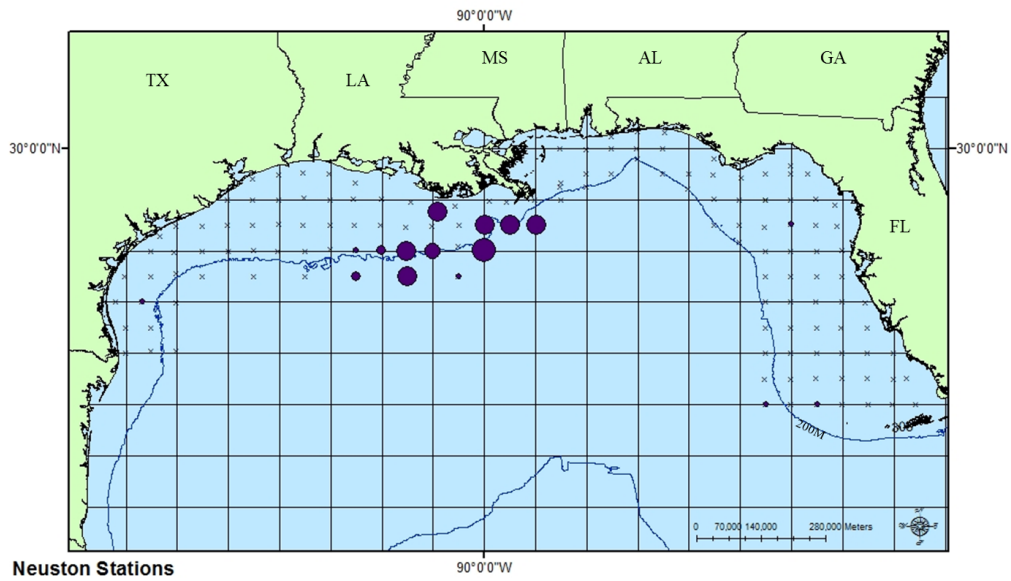 90°0'0"W
TX
LA
MS
AL
GA
30°0'0"N
30°0'0"N
FL
200M
0 70,000 140,000 280,000 Meters
Neuston Stations
90°0'0"W